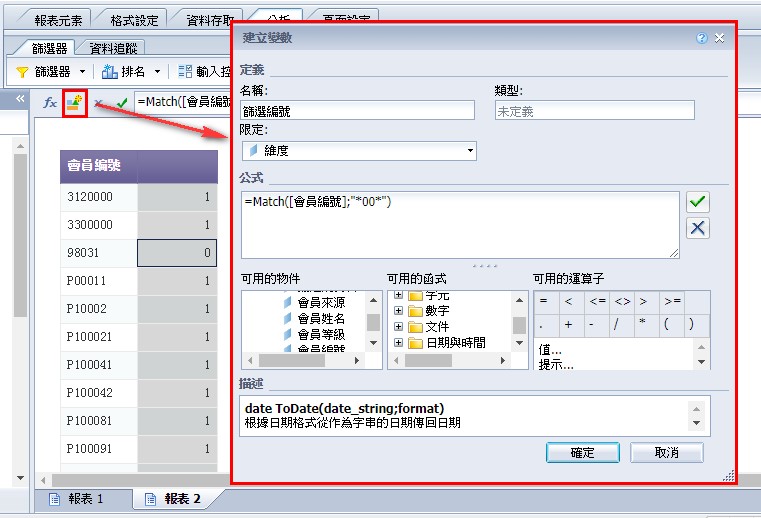 報表元素 格式設定 資料存取 分析 頁面設定
篩選器 資料追蹤
篩選器 排名 輸入控
fx =Match([會員編號
會員編號
3120000 1
3300000 1
98031 0
P00011 1
P10002 1
P100021 1
P100041 1
P100042 1
P100081 1
P100091 1
報表 1 報表 2
建立變數
定義
名稱: 類型:
篩選編號 未定義
限定:
維度
公式
=Match([會員編號];"*00*")
可用的物件 可用的函式 可用的運算子
會員來源
會員姓名
會員等級
會員編號
字元
數字
文件
日期與時間
= < <= <> > >=
. + - / * ( )
值...
提示...
描述
date ToDate(date_string;format)
根據日期格式從作為字串的日期傳回日期
確定 取消